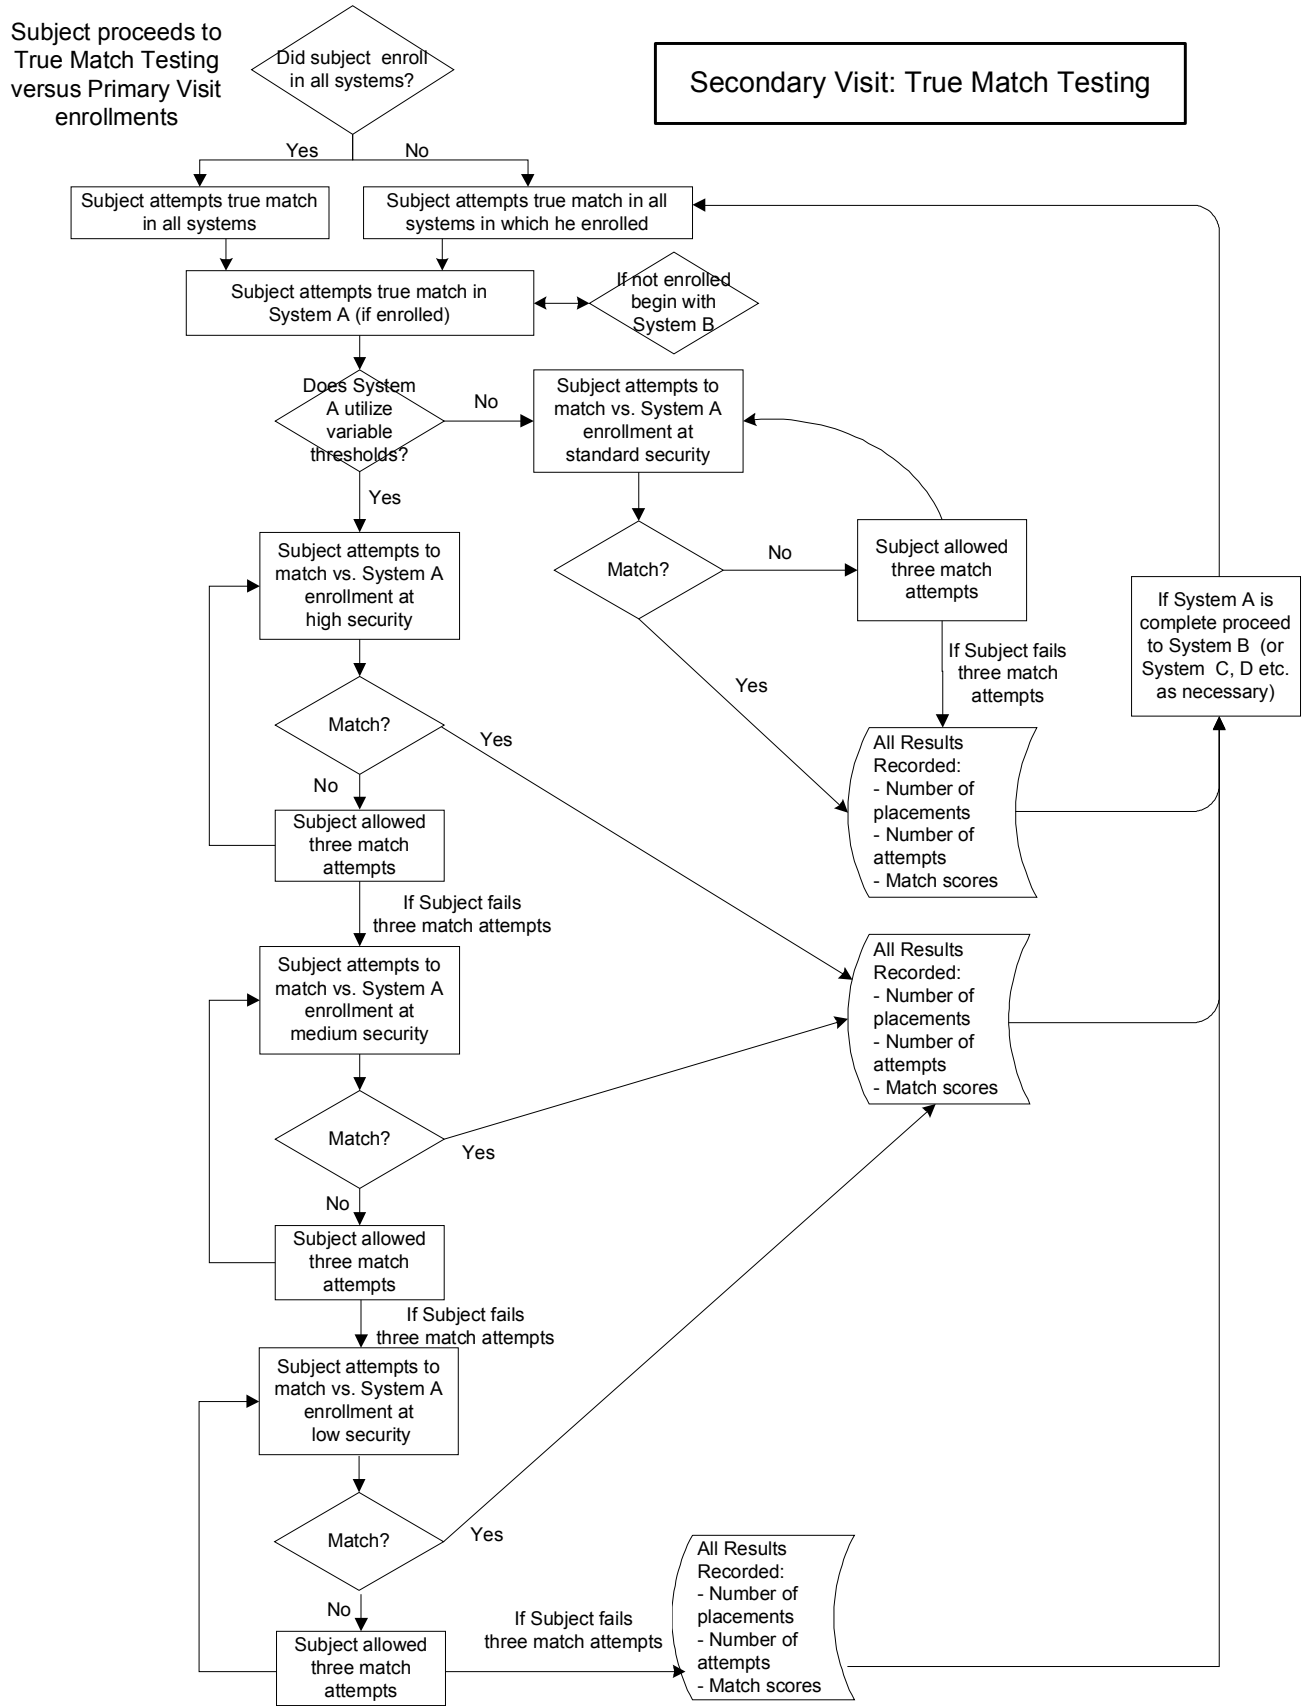 Subject proceeds to
True Match Testing
versus Primary Visit
enrollments
Did subject enroll
in all systems?
Secondary Visit: True Match Testing
Yes
No
Subject attempts true match
in all systems
Subject attempts true match in all
systems in which he enrolled
Subject attempts true match in
System A (if enrolled)
If not enrolled
begin with
System B
Does System
A utilize
variable
thresholds?
No
Subject attempts to
match vs. System A
enrollment at
standard security
Yes
Subject attempts to
match vs. System A
enrollment at
high security
Match?
No
Subject allowed
three match
attempts
If System A is
complete proceed
to System B (or
System C, D etc.
as necessary)
If Subject fails
three match
attempts
Yes
Match?
Yes
No
Subject allowed
three match
attempts
All Results
Recorded:
- Number of
placements
- Number of
attempts
- Match scores
If Subject fails
three match attempts
Subject attempts to
match vs. System A
enrollment at
medium security
All Results
Recorded:
- Number of
placements
- Number of
attempts
- Match scores
Match?
Yes
No
Subject allowed
three match
attempts
If Subject fails
three match attempts
Subject attempts to
match vs. System A
enrollment at
low security
Match?
Yes
No
Subject allowed
three match
attempts
If Subject fails
three match attempts
All Results
Recorded:
- Number of
placements
- Number of
attempts
- Match scores